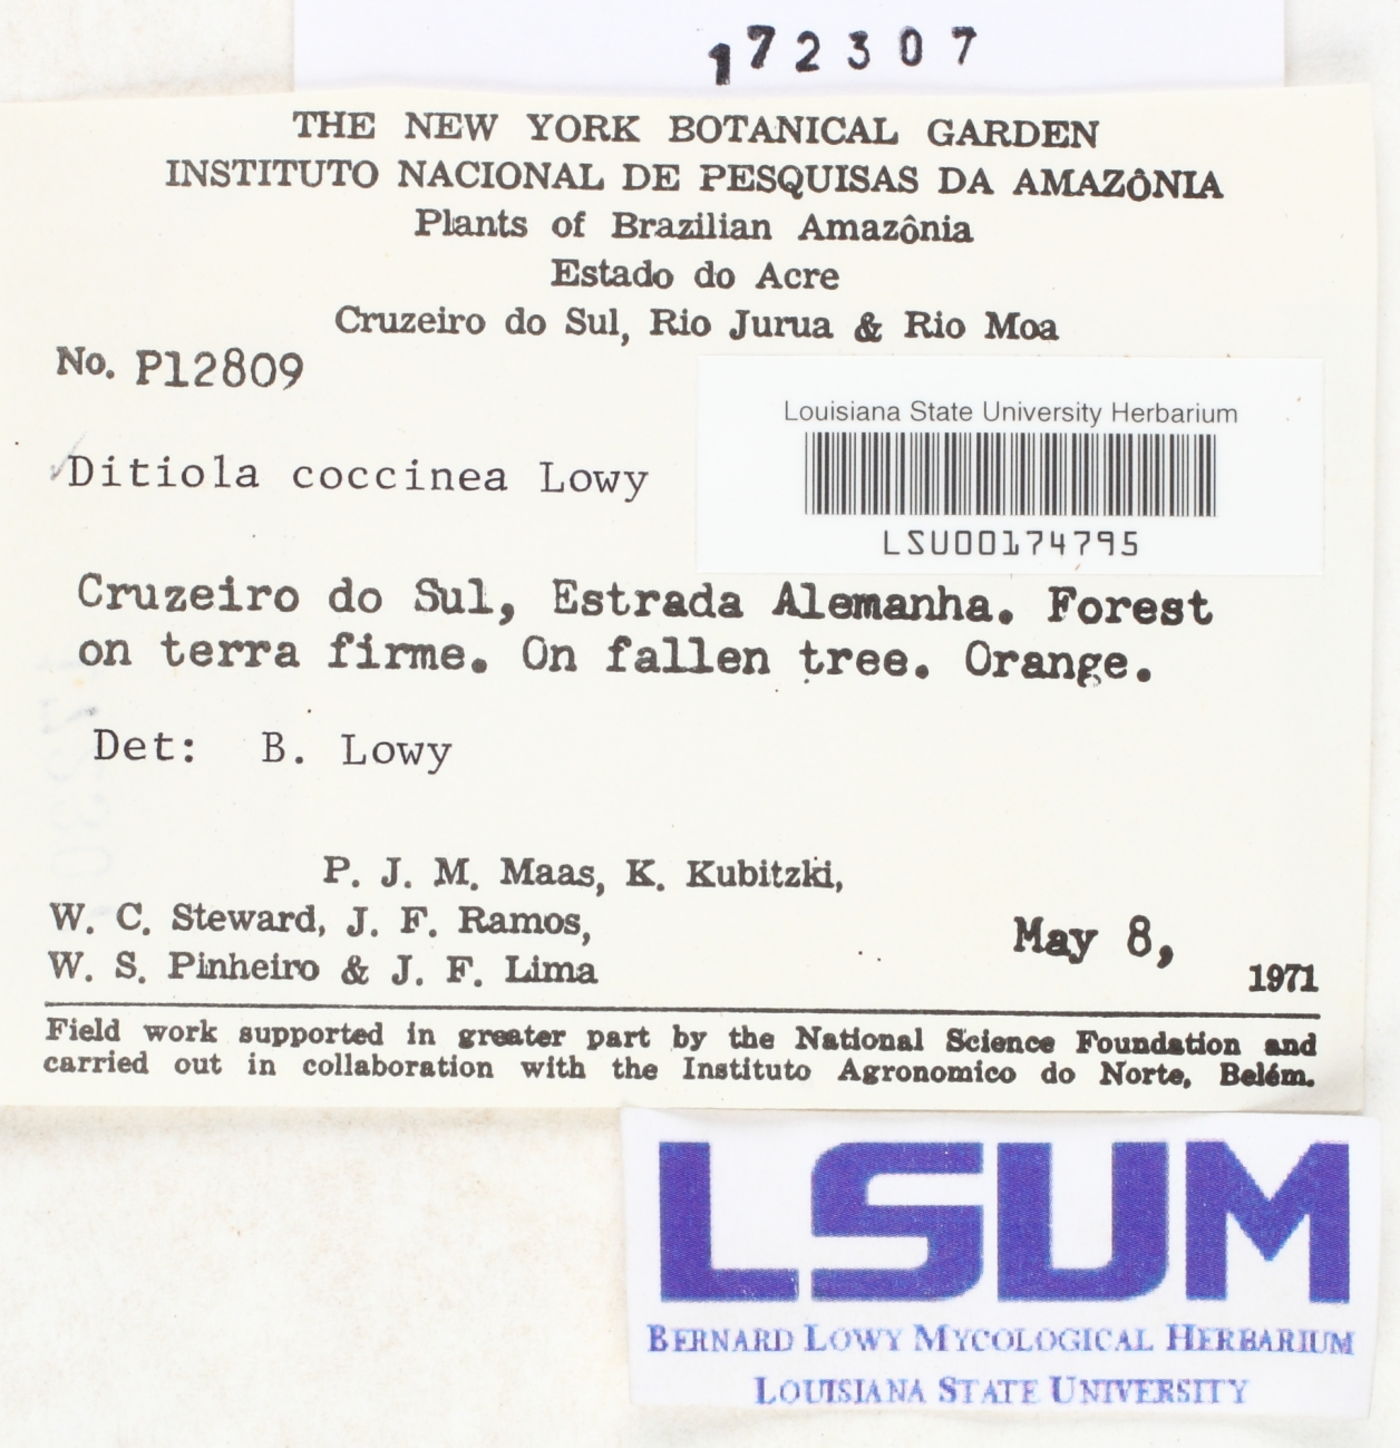 172307
THE NEW YORK BOTANICAL GARDEN
INSTITUTO NACIONAL DE PESQUISAS DA AMAZÔNIA
Plants of Brazilian Amazônia
Estado do Acre
Cruzeiro do Sul, Rio Jurua & Rio Moa
No. P12809
Louisiana State University Herbarium
LSU00174795
Ditiola coccinea Lowy
Cruzeiro do Sul, Estrada Alemanha. Forest
on terra firme. On fallen tree. Orange.
Det: B. Lowy
P. J. M. Maas, K. Kubitzki,
W. C. Steward, J. F. Ramos,
W. S. Pinheiro & J. F. Lima
May 8, 1971
Field work supported in greater part by the National Science Foundation and
carried out in collaboration with the Instituto Agronomico do Norte, Belém.
LSUM
BERNARD LOWY MYCOLOGICAL HERBARIUM
LOUISIANA STATE UNIVERSITY